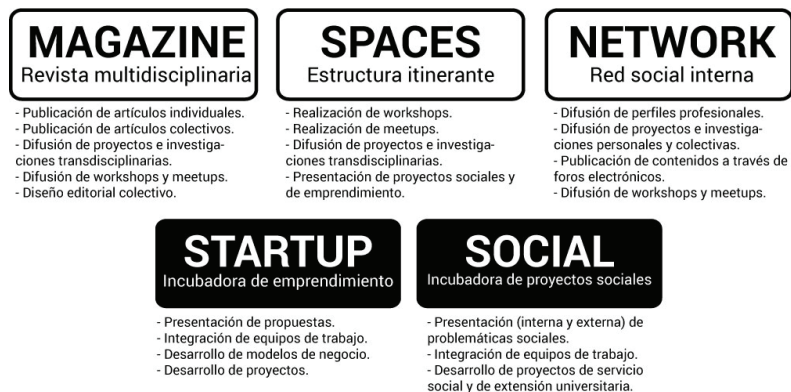 MAGAZINE
Revista multidisciplinaria
- Publicación de artículos individuales.
- Publicación de artículos colectivos.
- Difusión de proyectos e investiga-
ciones transdisciplinarias.
- Difusión de workshops y meetups.
- Diseño editorial colectivo.
SPACES
Estructura itinerante
- Realización de workshops.
- Realización de meetups.
- Difusión de proyectos e investiga-
ciones transdisciplinarias.
- Presentación de proyectos sociales y
de emprendimiento.
NETWORK
Red social interna
- Difusión de perfiles profesionales.
- Difusión de proyectos e investiga-
ciones personales y colectivas.
- Publicación de contenidos a través de
foros electrónicos.
- Difusión de workshops y meetups.
STARTUP
Incubadora de emprendimiento
- Presentación de propuestas.
- Integración de equipos de trabajo.
- Desarrollo de modelos de negocio.
- Desarrollo de proyectos.
SOCIAL
Incubadora de proyectos sociales
- Presentación (interna y externa) de
problemáticas sociales.
- Integración de equipos de trabajo.
- Desarrollo de proyectos de servicio
social y de extensión universitaria.